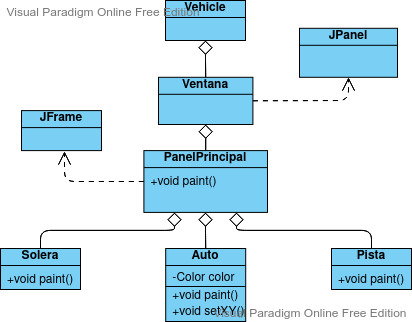 Vehicle
Visual Paradigm Online Free Edition
JPanel
Ventana
JFrame
PanelPrincipal
+void paint()
Solera
+void paint()
Auto
-Color color
+void paint()
+void setXY()
Pista
+void paint()
Visual Paradigm Online Free Edition